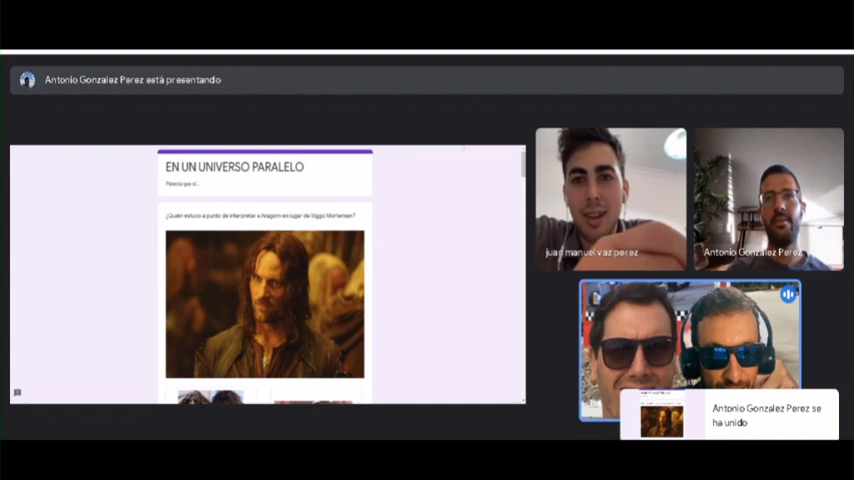 Antonio Gonzalez Perez está presentando
EN UN UNIVERSO PARALELO
Parecía que sí...
¿Quién estuvo a punto de interpretar a Aragorn en lugar de Viggo Mortensen?
juan manuel vaz perez
Antonio Gonzalez Perez
Antonio Gonzalez Perez se
ha unido